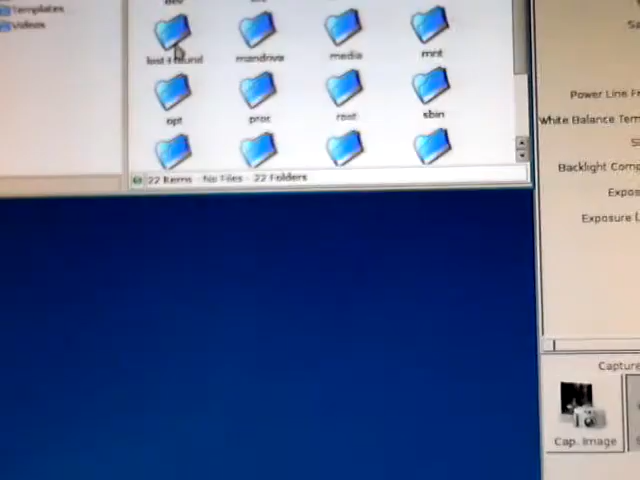 Templates
Videos
lost+found
mandriva
media
mnt
opt
proc
root
sbin
22 Items - No Files - 22 Folders
Power Line Fr
White Balance Tem
Backlight Comp
Expos
Exposure (
Capture
Cap. Image